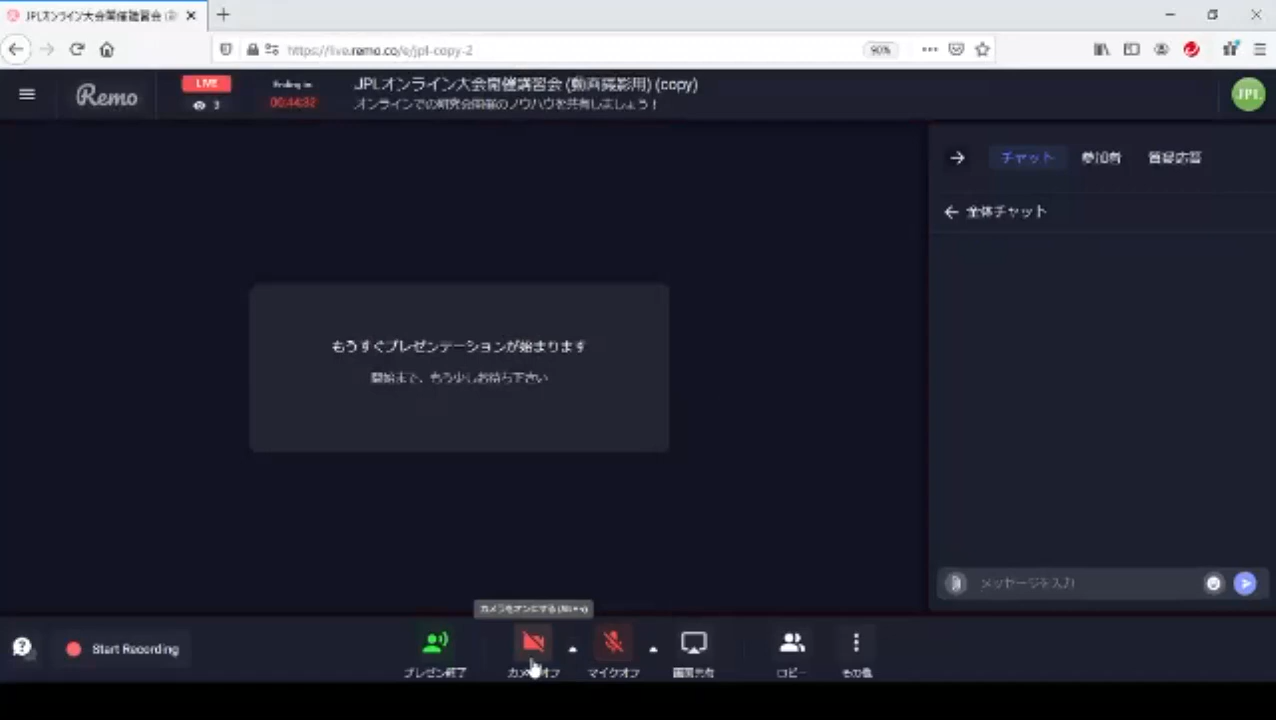 JPLオンライン大会開催講習会
https://live.remo.co/e/jpl-copy-2
90%
Remo
LIVE
3
Ending in
00:44:32
JPLオンライン大会開催講習会 (動画撮影用) (copy)
オンラインでの研究会開催のノウハウを共有しましょう！
JPL
チャット
参加者
質疑応答
全体チャット
もうすぐプレゼンテーションが始まります
開始まで、もう少しお待ち下さい
メッセージを入力
カメラをオンにする
Start Recording
プレゼン終了
カメラオフ
マイクオフ
画面共有
ロビー
その他